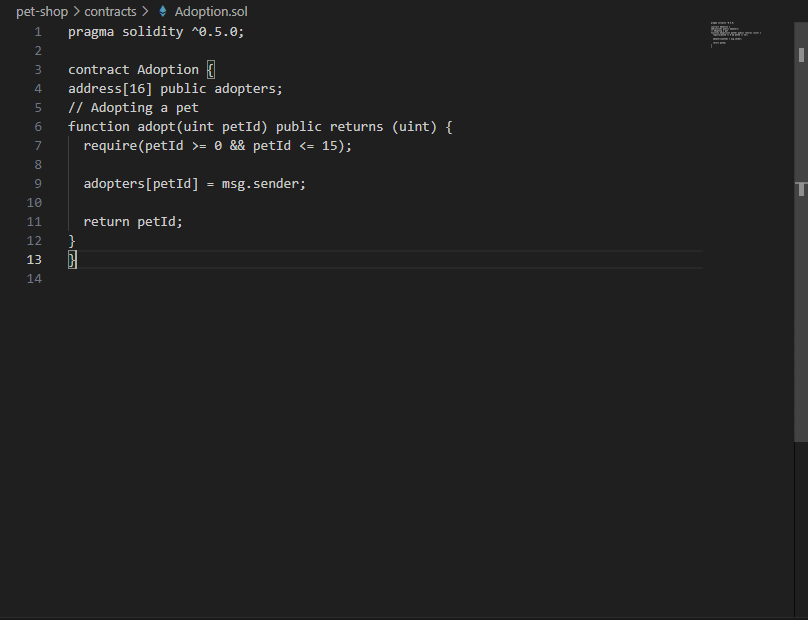 pet-shop > contracts > Adoption.sol
1 pragma solidity ^0.5.0;
2
3 contract Adoption {
4 address[16] public adopters;
5 // Adopting a pet
6 function adopt(uint petId) public returns (uint) {
7 require(petId >= 0 && petId <= 15);
8
9 adopters[petId] = msg.sender;
10
11 return petId;
12 }
13 }
14